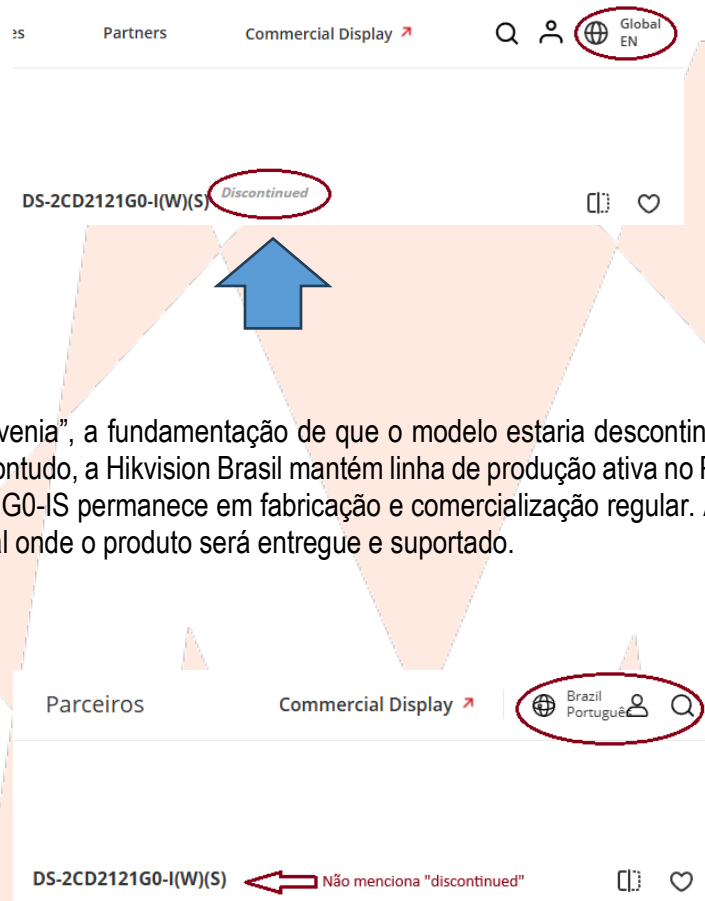 es Partners Commercial Display Global
EN
DS-2CD2121G0-I(W)(S) Discontinued
venia”, a fundamentação de que o modelo estaria descontin
ontudo, a Hikvision Brasil mantém linha de produção ativa no P
G0-IS permanece em fabricação e comercialização regular. A
al onde o produto será entregue e suportado.
Parceiros Commercial Display Brazil
Português
DS-2CD2121G0-I(W)(S) Não menciona "discontinued"